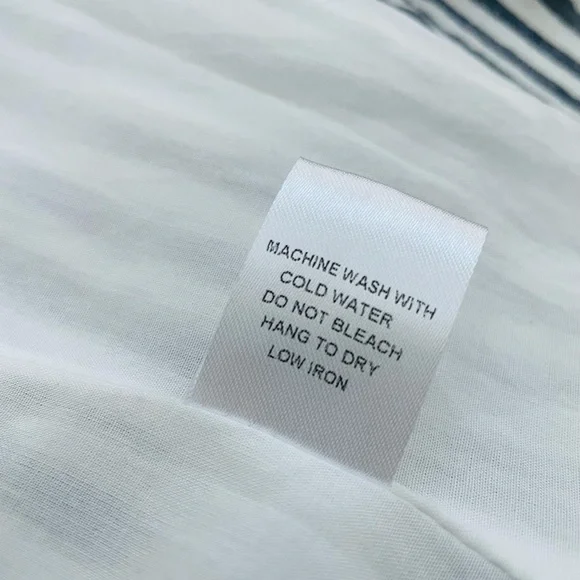 MACHINE WASH WITH
COLD WATER
DO NOT BLEACH
HANG TO DRY
LOW IRON